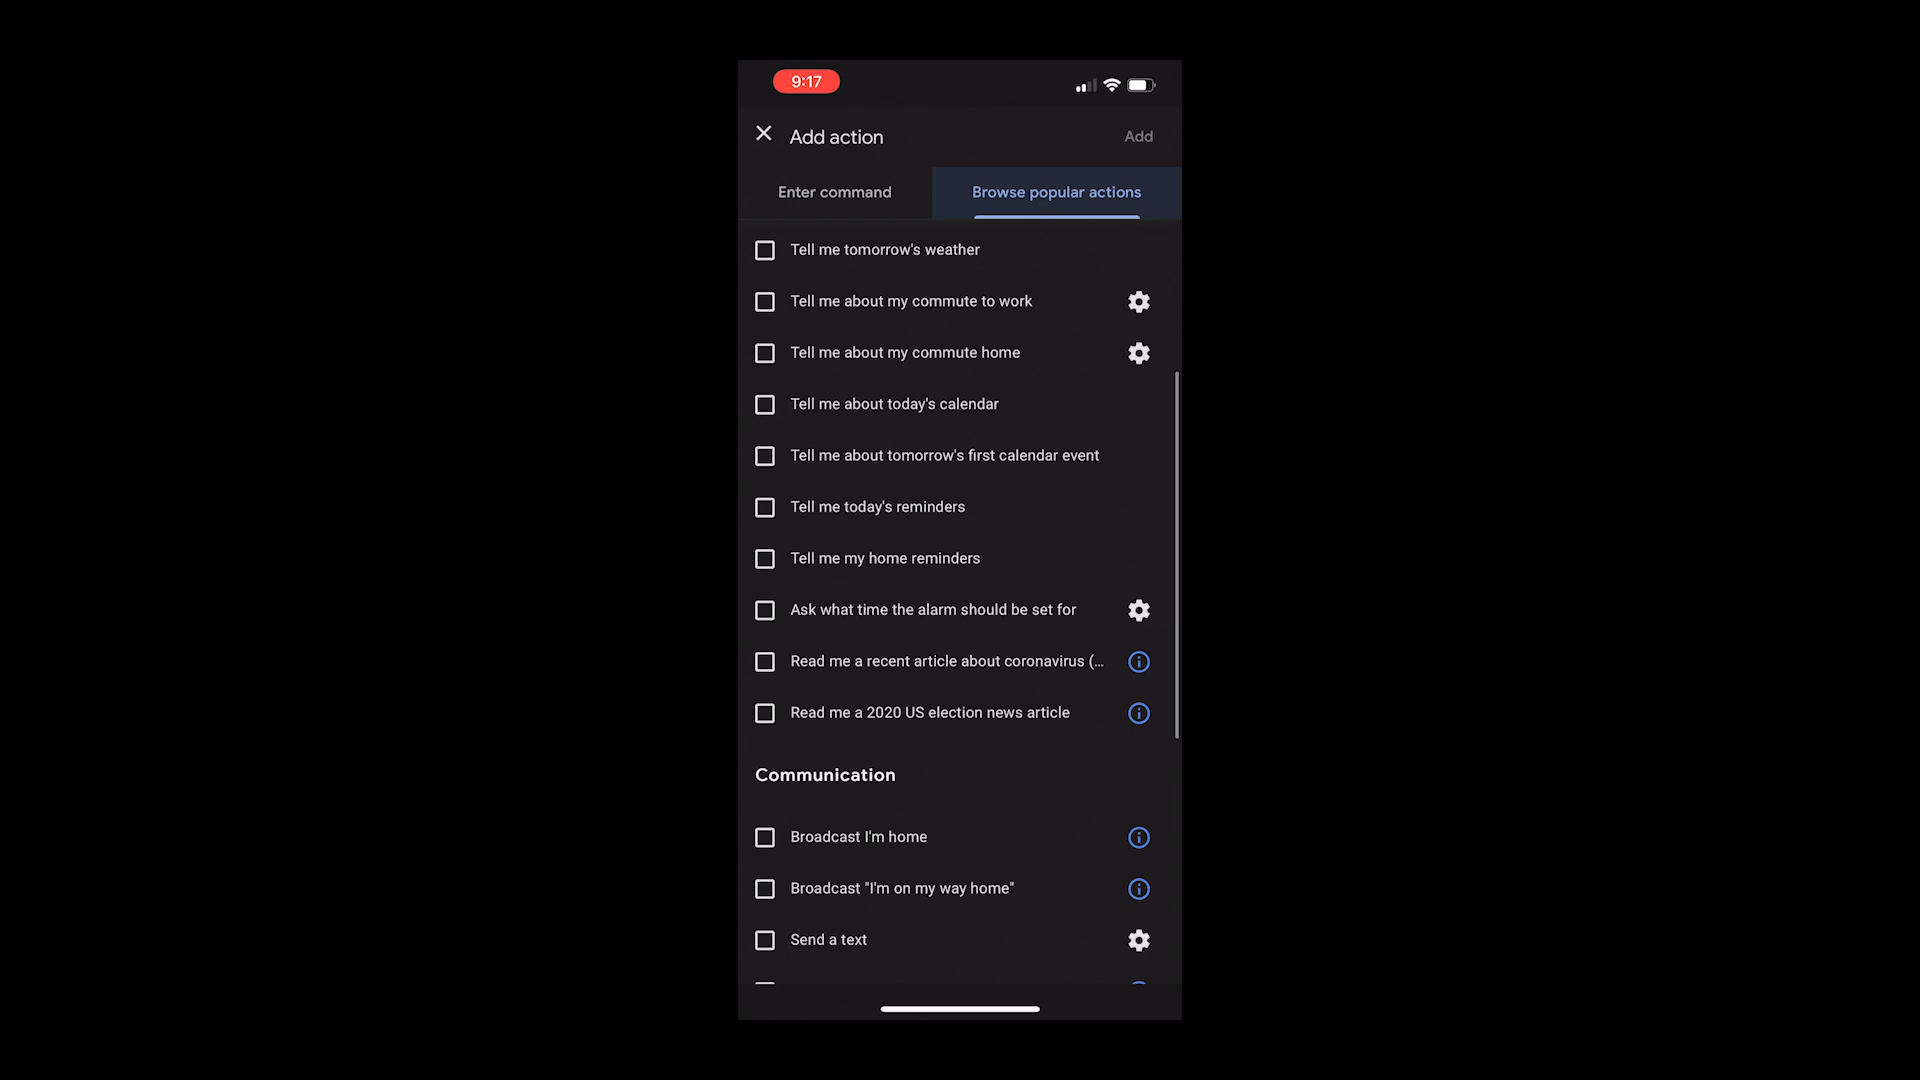 9:17
Add action
Add
Enter command
Browse popular actions
Tell me tomorrow's weather
Tell me about my commute to work
Tell me about my commute home
Tell me about today's calendar
Tell me about tomorrow's first calendar event
Tell me today's reminders
Tell me my home reminders
Ask what time the alarm should be set for
Read me a recent article about coronavirus (...
Read me a 2020 US election news article
Communication
Broadcast I'm home
Broadcast "I'm on my way home"
Send a text